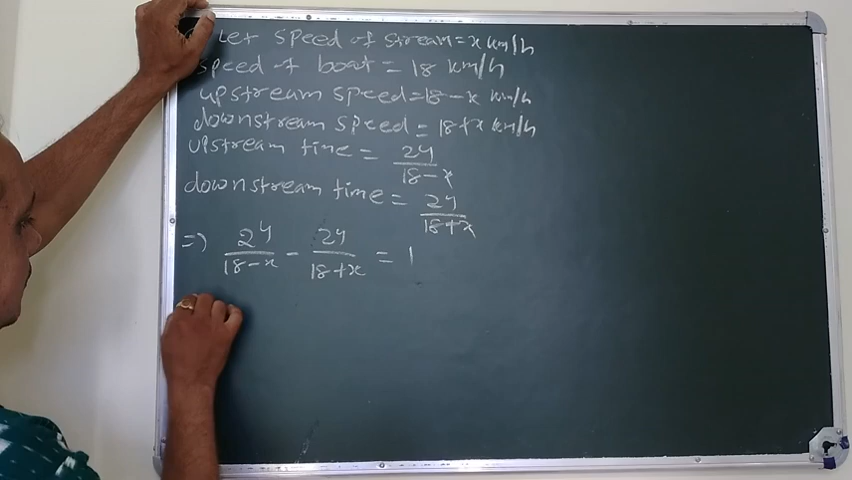 Let speed of stream = x km/h
speed of boat = 18 km/h
upstream speed = 18 - x km/h
downstream speed = 18 + x km/h
upstream time = 24/(18 - x)
downstream time = 24/(18 + x)
=> 24/(18 - x) - 24/(18 + x) = 1